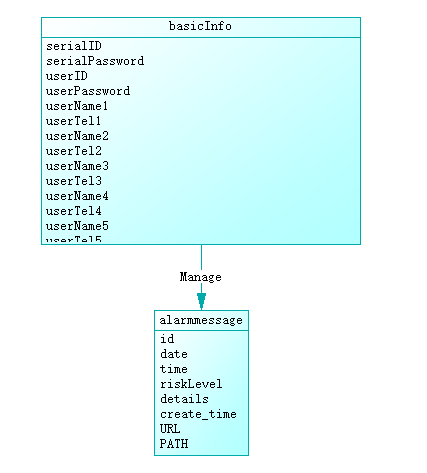 basicInfo
serialID
serialPassword
userID
userPassword
userName1
userTel1
userName2
userTel2
userName3
userTel3
userName4
userTel4
userName5
userTel5
Manage
alarmmessage
id
date
time
riskLevel
details
create_time
URL
PATH